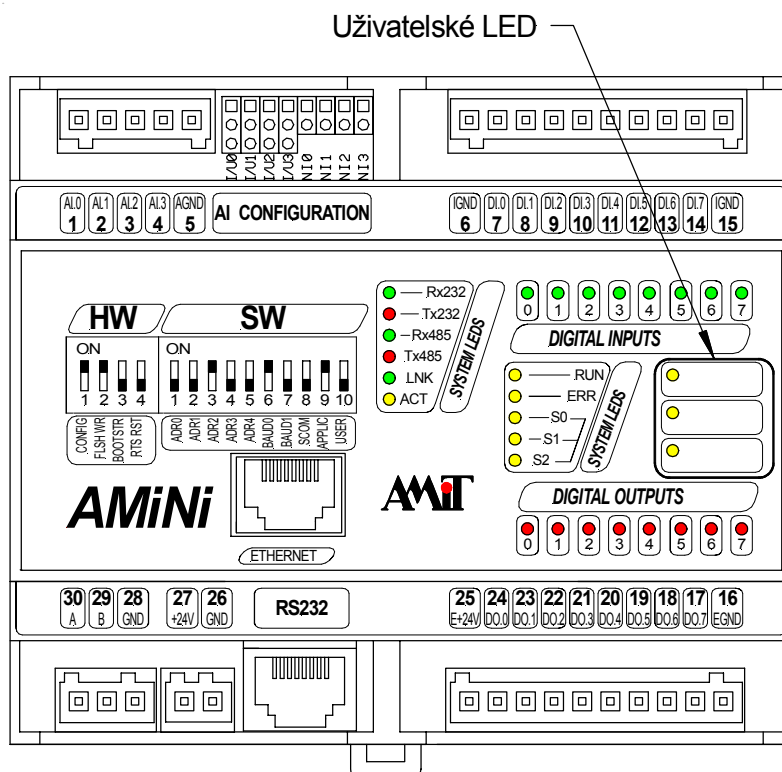 Uživatelské LED
I/U0 I/U1 I/U2 I/U3 NI0 NI1 NI2 NI3
AI.0 AI.1 AI.2 AI.3 AGND AI CONFIGURATION IGND DI.0 DI.1 DI.2 DI.3 DI.4 DI.5 DI.6 DI.7 IGND
1 2 3 4 5 6 7 8 9 10 11 12 13 14 15
HW SW
ON ON
1 2 3 4 1 2 3 4 5 6 7 8 9 10
CONFIG FLSH WR BOOTSTR RTS RST ADR0 ADR1 ADR2 ADR3 ADR4 BAUD0 BAUD1 SCOM APPLIC USER
Rx232
Tx232
Rx485
Tx485
LNK
ACT
SYSTEM LEDS
0 1 2 3 4 5 6 7
DIGITAL INPUTS
RUN
ERR
S0
S1
S2
SYSTEM LEDS
AMiNi
ETHERNET
AMiT
DIGITAL OUTPUTS
0 1 2 3 4 5 6 7
30 29 28 27 26 RS232 25 24 23 22 21 20 19 18 17 16
A B GND +24V GND E+24V DO.0 DO.1 DO.2 DO.3 DO.4 DO.5 DO.6 DO.7 EGND